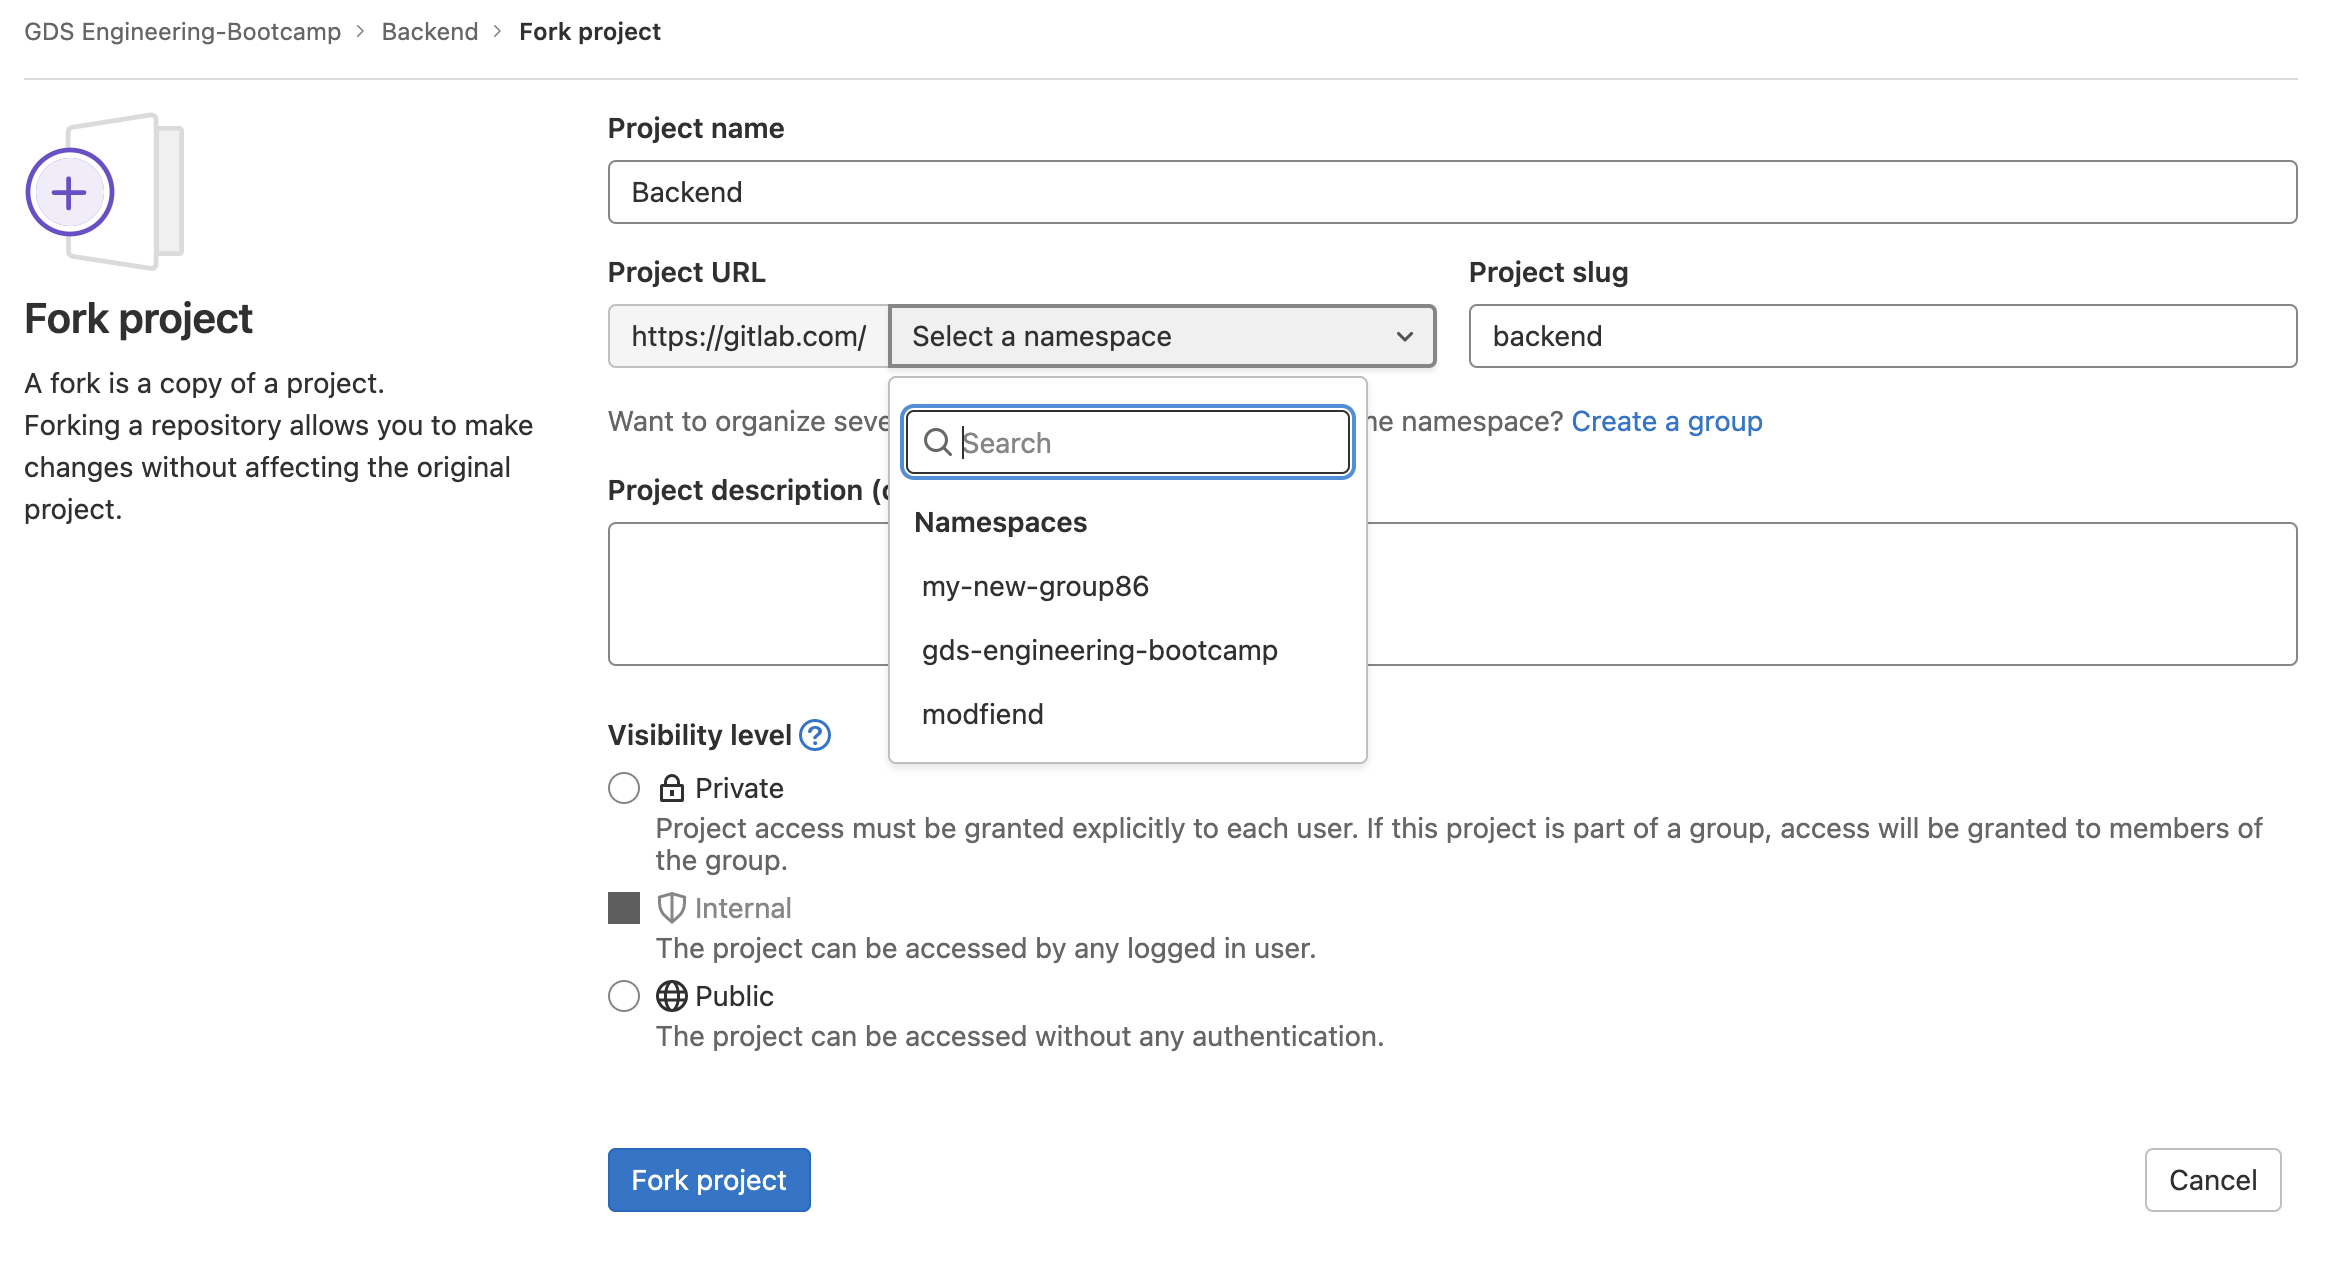 GDS Engineering-Bootcamp > Backend > Fork project
Fork project
A fork is a copy of a project.
Forking a repository allows you to make
changes without affecting the original
project.
Project name
Backend
Project URL
https://gitlab.com/
Select a namespace
Project slug
backend
Want to organize namespace? Create a group
Search
Namespaces
my-new-group86
gds-engineering-bootcamp
modfiend
Project description
Visibility level
Private
Project access must be granted explicitly to each user. If this project is part of a group, access will be granted to members of
the group.
Internal
The project can be accessed by any logged in user.
Public
The project can be accessed without any authentication.
Fork project
Cancel